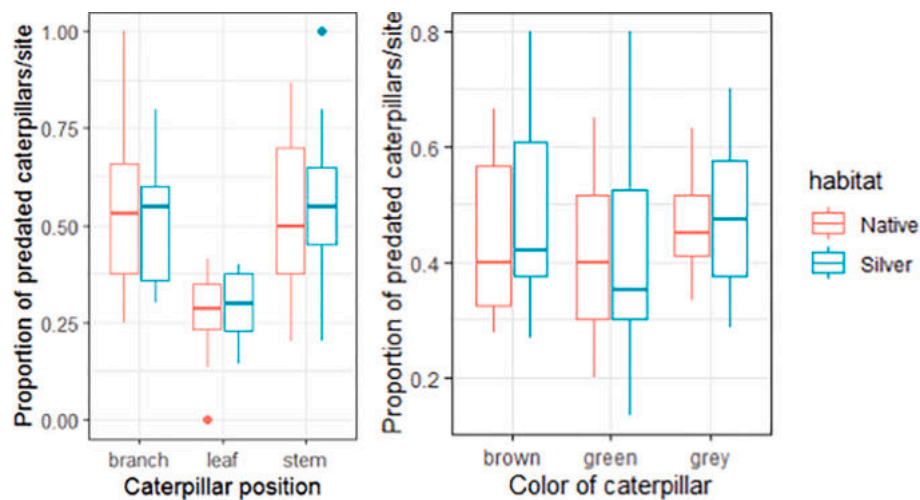 Proportion of predated caterpillars/site
1.00
0.75
0.50
0.25
0.00
branch leaf stem
Caterpillar position
Proportion of predated caterpillars/site
0.8
0.6
0.4
0.2
brown green grey
Color of caterpillar
habitat
Native
Silver